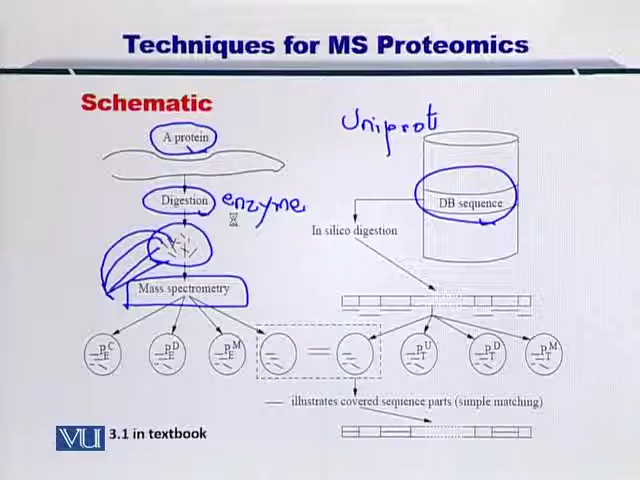 Techniques for MS Proteomics
Schematic
Uniprot
A protein
Digestion
enzyme
DB sequence
In silico digestion
Mass spectrometry
P E C
P E D
P E M
P T U
P T D
P T M
— illustrates covered sequence parts (simple matching)
VU 3.1 in textbook